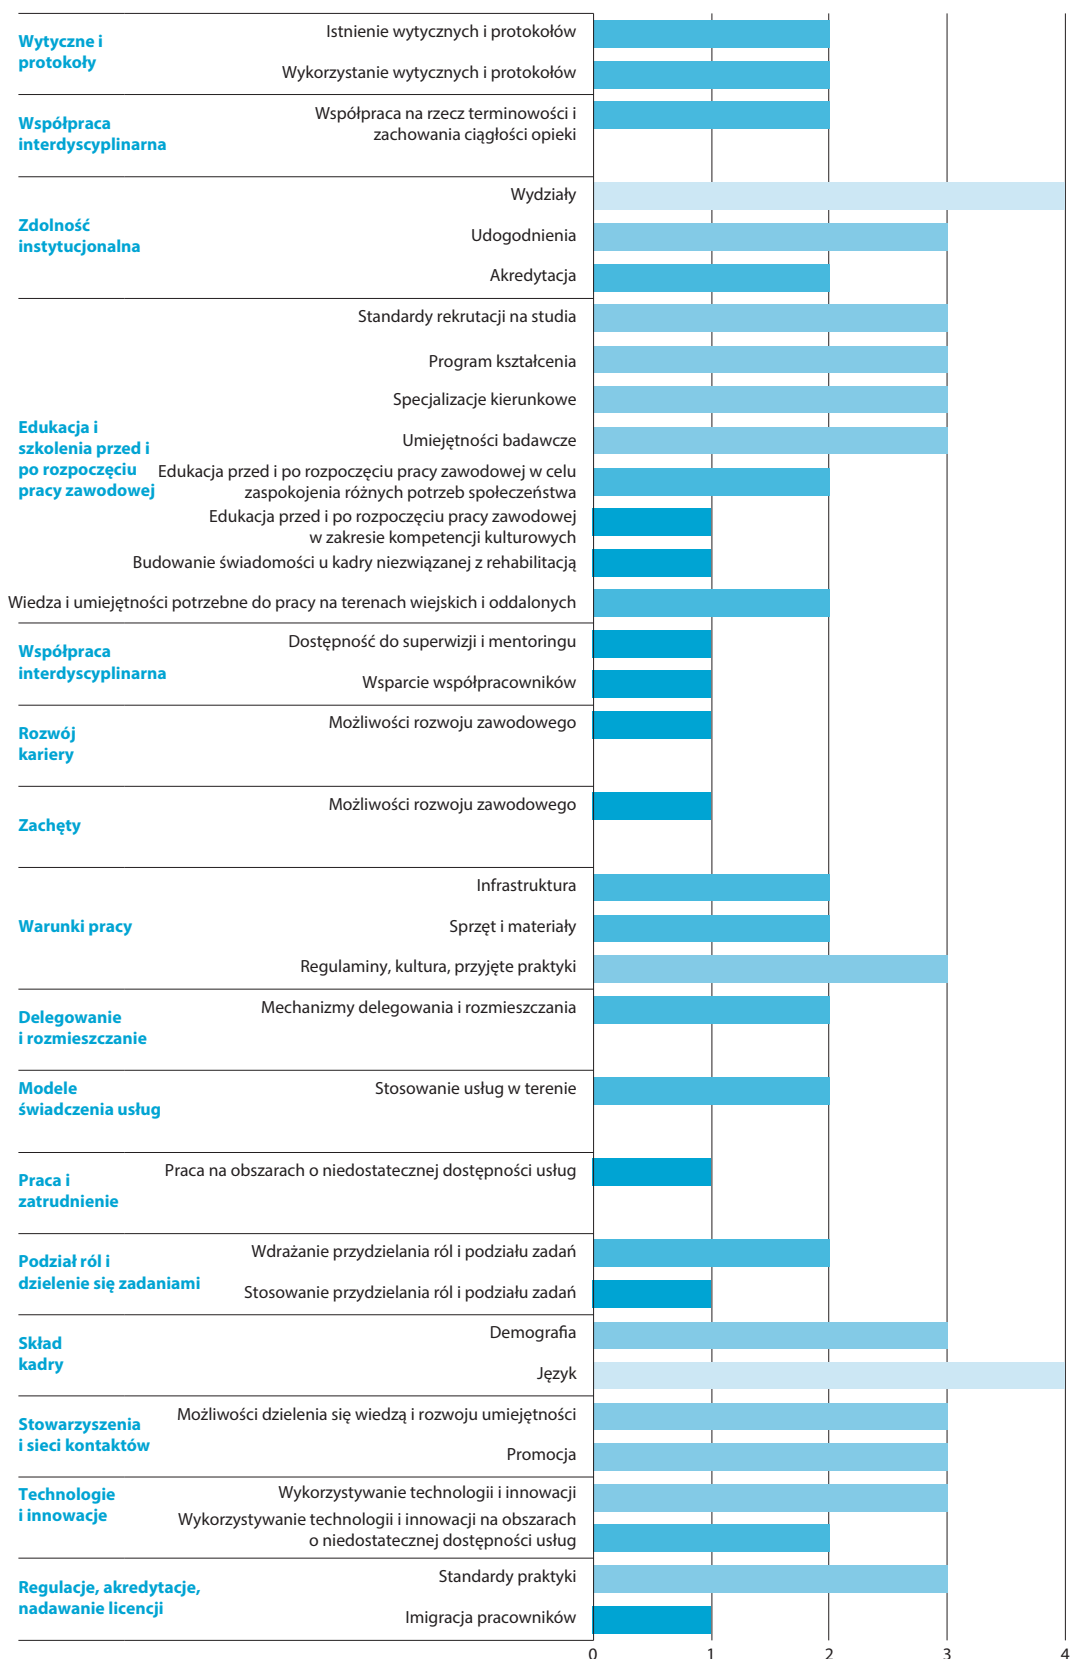 Wytyczne i
protokoły
Istnienie wytycznych i protokołów
Wykorzystanie wytycznych i protokołów
Współpraca
interdyscyplinarna
Współpraca na rzecz terminowości i
zachowania ciągłości opieki
Zdolność
instytucjonalna
Wydziały
Udogodnienia
Akredytacja
Edukacja i
szkolenia przed i
po rozpoczęciu
pracy zawodowej
Standardy rekrutacji na studia
Program kształcenia
Specjalizacje kierunkowe
Umiejętności badawcze
Edukacja przed i po rozpoczęciu pracy zawodowej w celu
zaspokojenia różnych potrzeb społeczeństwa
Edukacja przed i po rozpoczęciu pracy zawodowej
w zakresie kompetencji kulturowych
Budowanie świadomości u kadry niezwiązanej z rehabilitacją
Wiedza i umiejętności potrzebne do pracy na terenach wiejskich i oddalonych
Współpraca
interdyscyplinarna
Dostępność do superwizji i mentoringu
Wsparcie współpracowników
Rozwój
kariery
Możliwości rozwoju zawodowego
Zachęty
Możliwości rozwoju zawodowego
Warunki pracy
Infrastruktura
Sprzęt i materiały
Regulaminy, kultura, przyjęte praktyki
Delegowanie
i rozmieszczanie
Mechanizmy delegowania i rozmieszczania
Modele
świadczenia usług
Stosowanie usług w terenie
Praca i
zatrudnienie
Praca na obszarach o niedostatecznej dostępności usług
Podział ról i
dzielenie się zadaniami
Wdrażanie przydzielania ról i podziału zadań
Stosowanie przydzielania ról i podziału zadań
Skład
kadry
Demografia
Język
Stowarzyszenia
i sieci kontaktów
Możliwości dzielenia się wiedzą i rozwoju umiejętności
Promocja
Technologie
i innowacje
Wykorzystywanie technologii i innowacji
Wykorzystywanie technologii i innowacji na obszarach
o niedostatecznej dostępności usług
Regulacje, akredytacje,
nadawanie licencji
Standardy praktyki
Imigracja pracowników
0 1 2 3 4